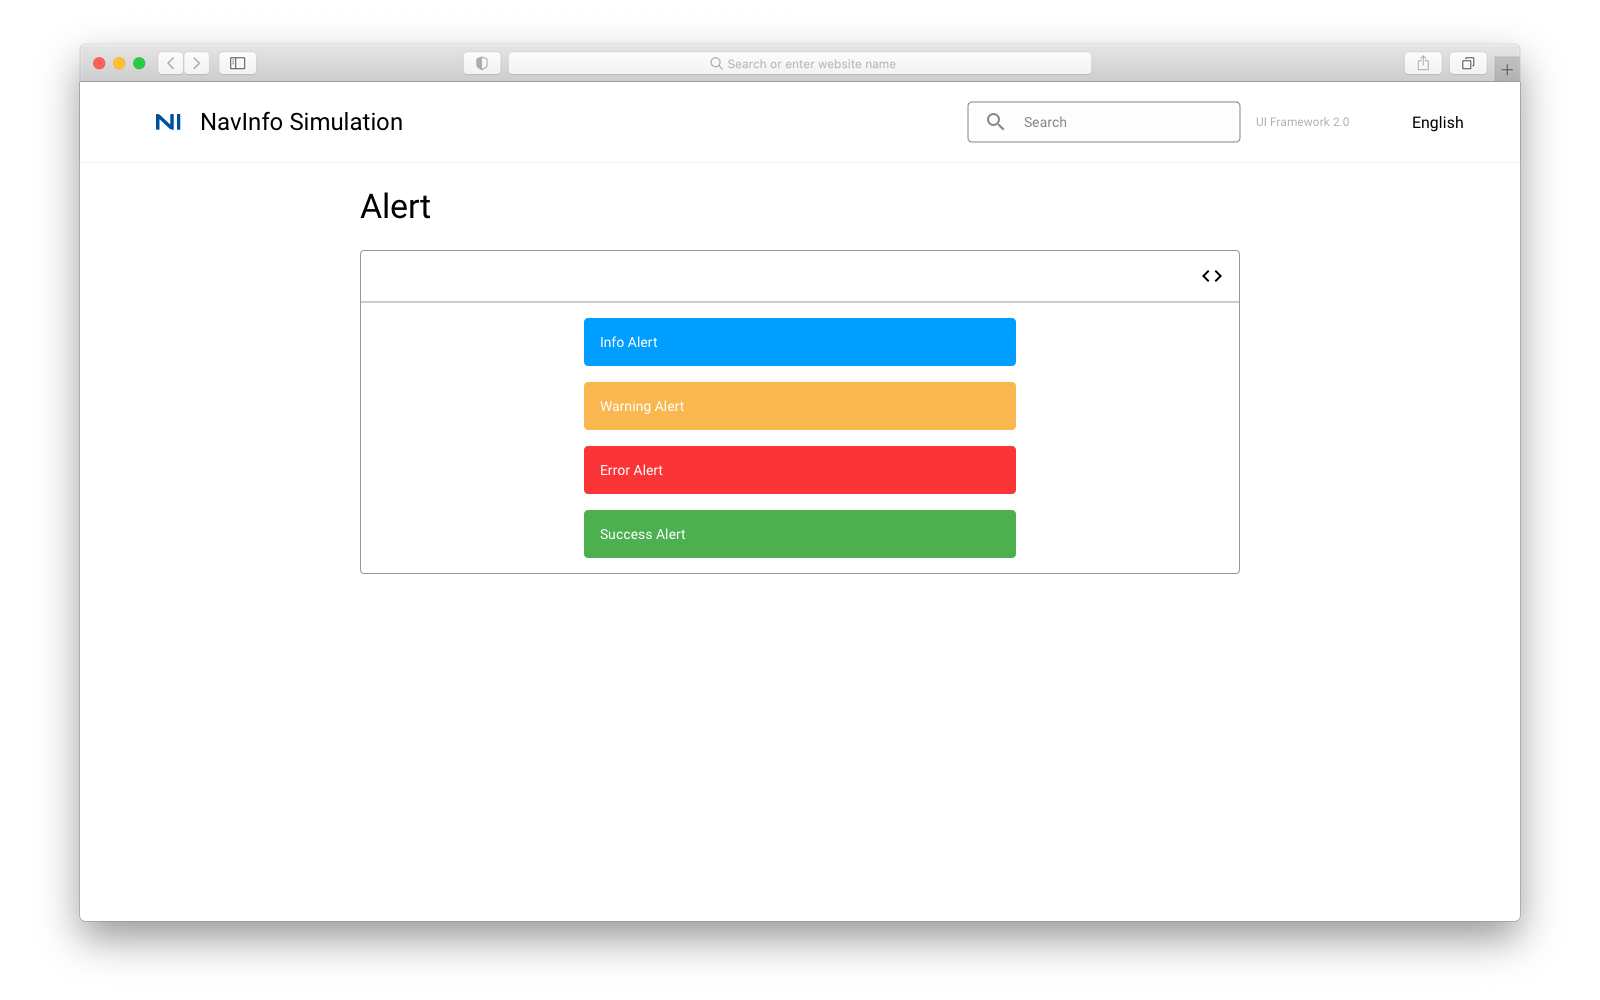 Search or enter website name
NI NavInfo Simulation
Search
UI Framework 2.0
English
Alert
Info Alert
Warning Alert
Error Alert
Success Alert